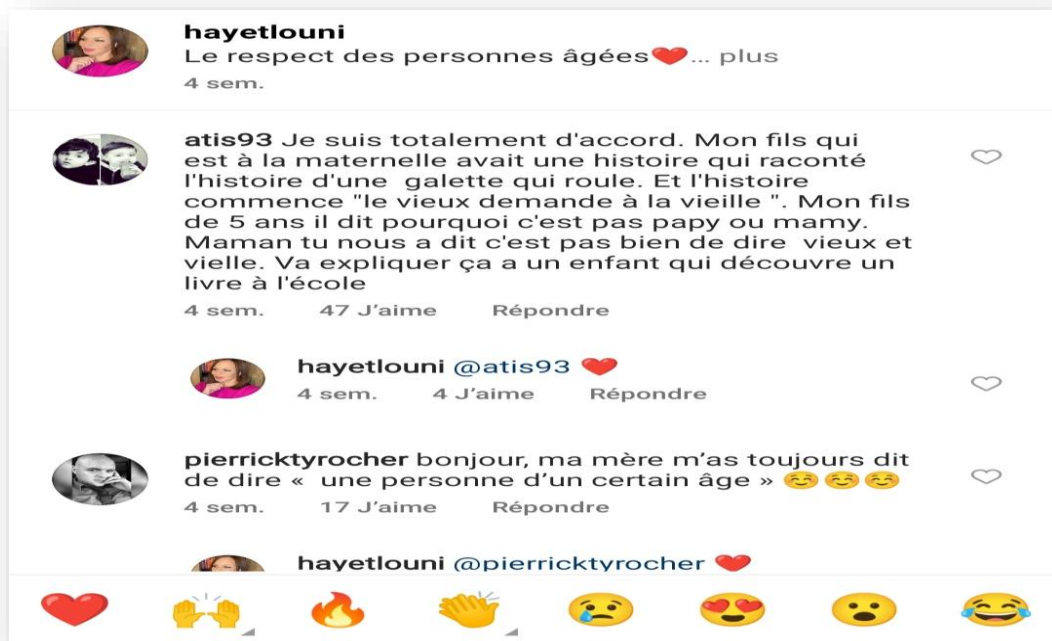 hayetlouni
Le respect des personnes âgées❤️... plus
4 sem.
atis93 Je suis totalement d'accord. Mon fils qui
est à la maternelle avait une histoire qui raconté
l'histoire d'une galette qui roule. Et l'histoire
commence "le vieux demande à la vieille ". Mon fils
de 5 ans il dit pourquoi c'est pas papy ou mamy.
Maman tu nous a dit c'est pas bien de dire vieux et
vielle. Va expliquer ça a un enfant qui découvre un
livre à l'école
4 sem. 47 J'aime Répondre
hayetlouni @atis93 ❤️
4 sem. 4 J'aime Répondre
pierricktyrocher bonjour, ma mère m'as toujours dit
de dire « une personne d'un certain âge » ☺️☺️☺️
4 sem. 17 J'aime Répondre
hayetlouni @pierricktyrocher ❤️
❤️🙌🔥👏😢😍😮😂